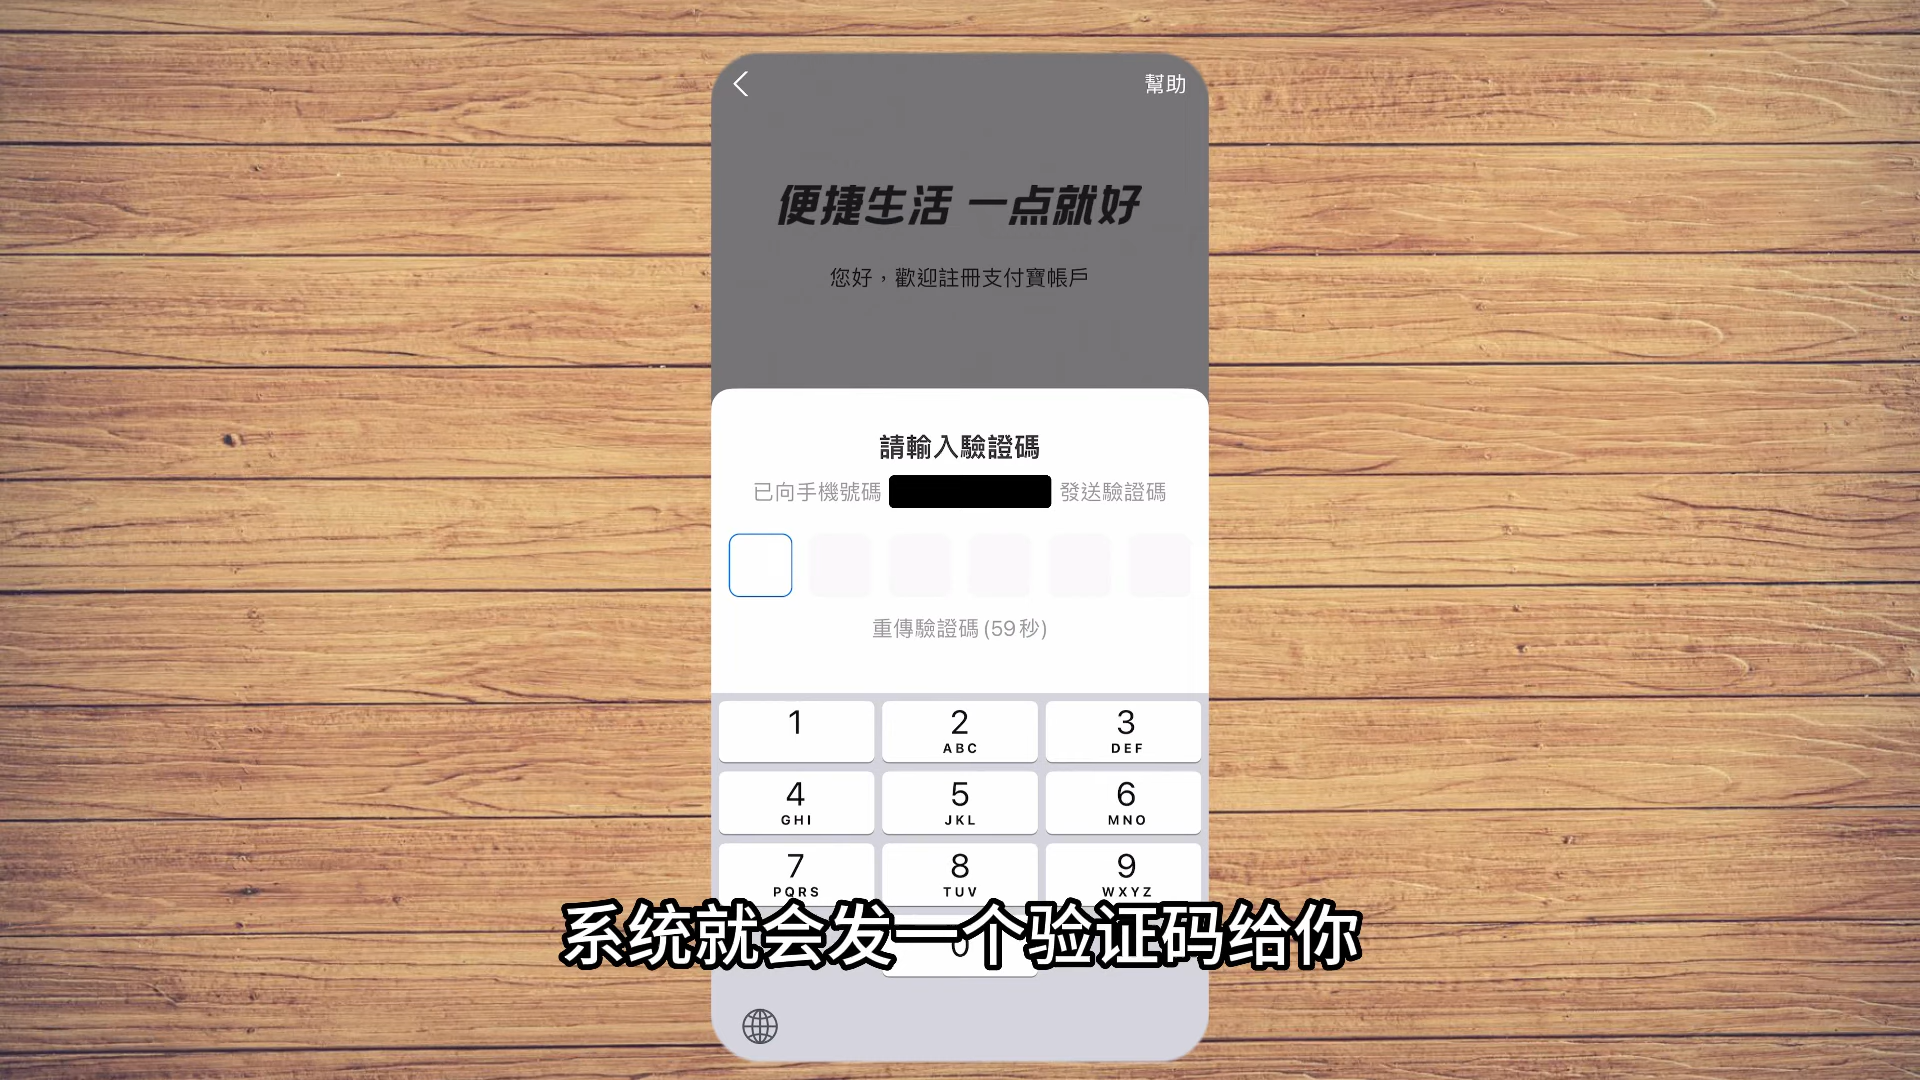 幫助
便捷生活 一点就好
您好，歡迎註冊支付寶帳戶
請輸入驗證碼
已向手機號碼 發送驗證碼
重傳驗證碼 (59秒)
1
2
ABC
3
DEF
4
GHI
5
JKL
6
MNO
7
PQRS
8
TUV
9
WXYZ
0
系统就会发一个验证码给你